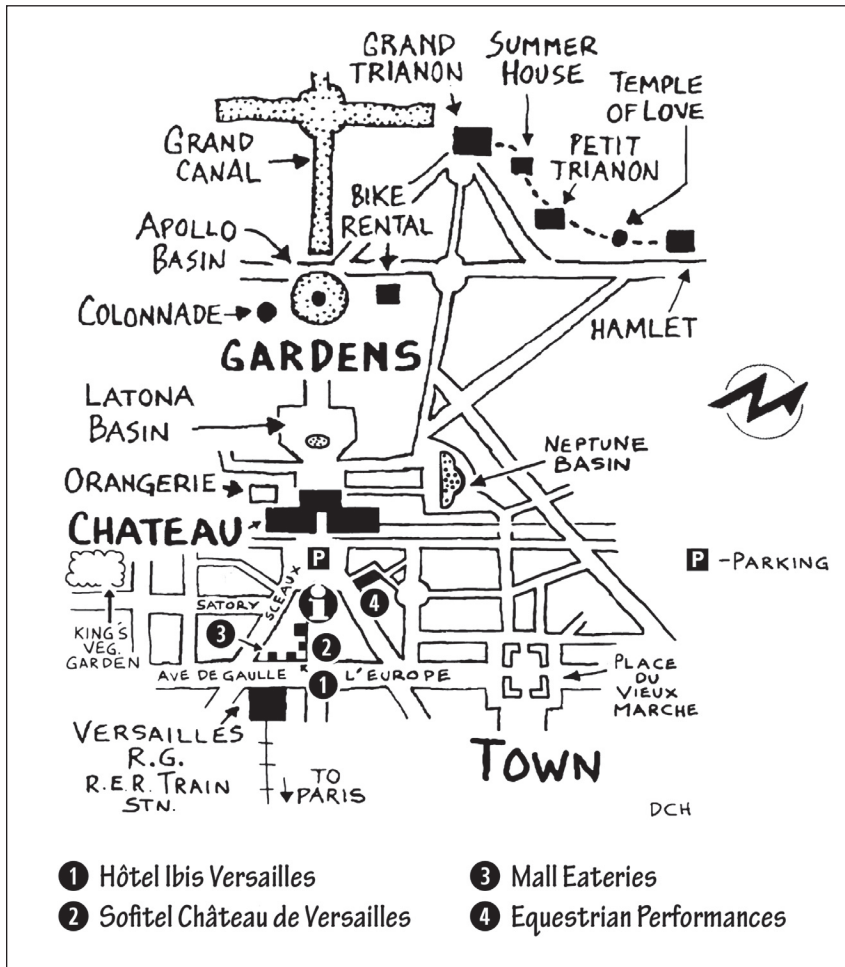 GRAND
TRIANON
SUMMER
HOUSE
TEMPLE
OF LOVE
GRAND
CANAL
PETIT
TRIANON
BIKE
RENTAL
APOLLO
BASIN
COLONNADE
HAMLET
GARDENS
LATONA
BASIN
NEPTUNE
BASIN
ORANGERIE
CHATEAU
P
P - PARKING
SCEAUX
SATORY
i
4
KING'S
VEG.
GARDEN
3
2
AVE DE GAULLE
1
L'EUROPE
PLACE
DU
VIEUX
MARCHE
VERSAILLES
R.G.
R.E.R. TRAIN
STN.
TO
PARIS
TOWN
DCH
1 Hôtel Ibis Versailles
2 Sofitel Château de Versailles
3 Mall Eateries
4 Equestrian Performances